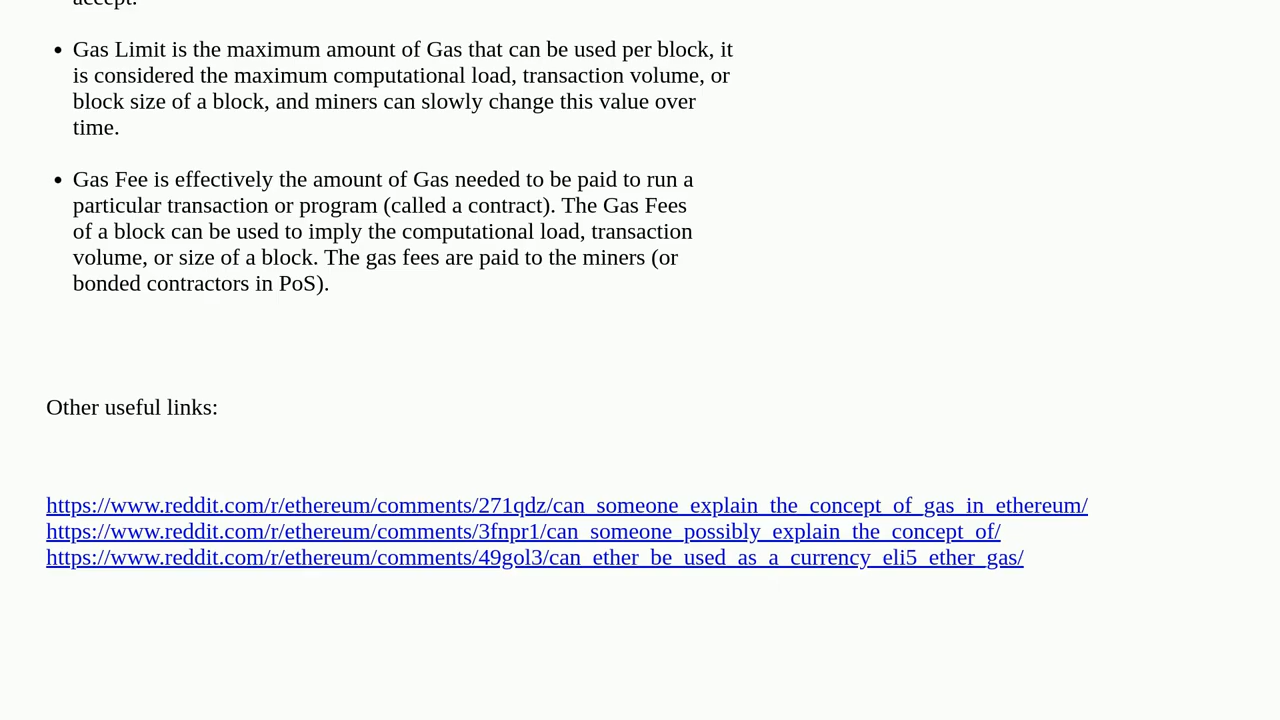 accept.
• Gas Limit is the maximum amount of Gas that can be used per block, it
is considered the maximum computational load, transaction volume, or
block size of a block, and miners can slowly change this value over
time.
• Gas Fee is effectively the amount of Gas needed to be paid to run a
particular transaction or program (called a contract). The Gas Fees
of a block can be used to imply the computational load, transaction
volume, or size of a block. The gas fees are paid to the miners (or
bonded contractors in PoS).
Other useful links:
https://www.reddit.com/r/ethereum/comments/271qdz/can_someone_explain_the_concept_of_gas_in_ethereum/
https://www.reddit.com/r/ethereum/comments/3fnpr1/can_someone_possibly_explain_the_concept_of/
https://www.reddit.com/r/ethereum/comments/49gol3/can_ether_be_used_as_a_currency_eli5_ether_gas/